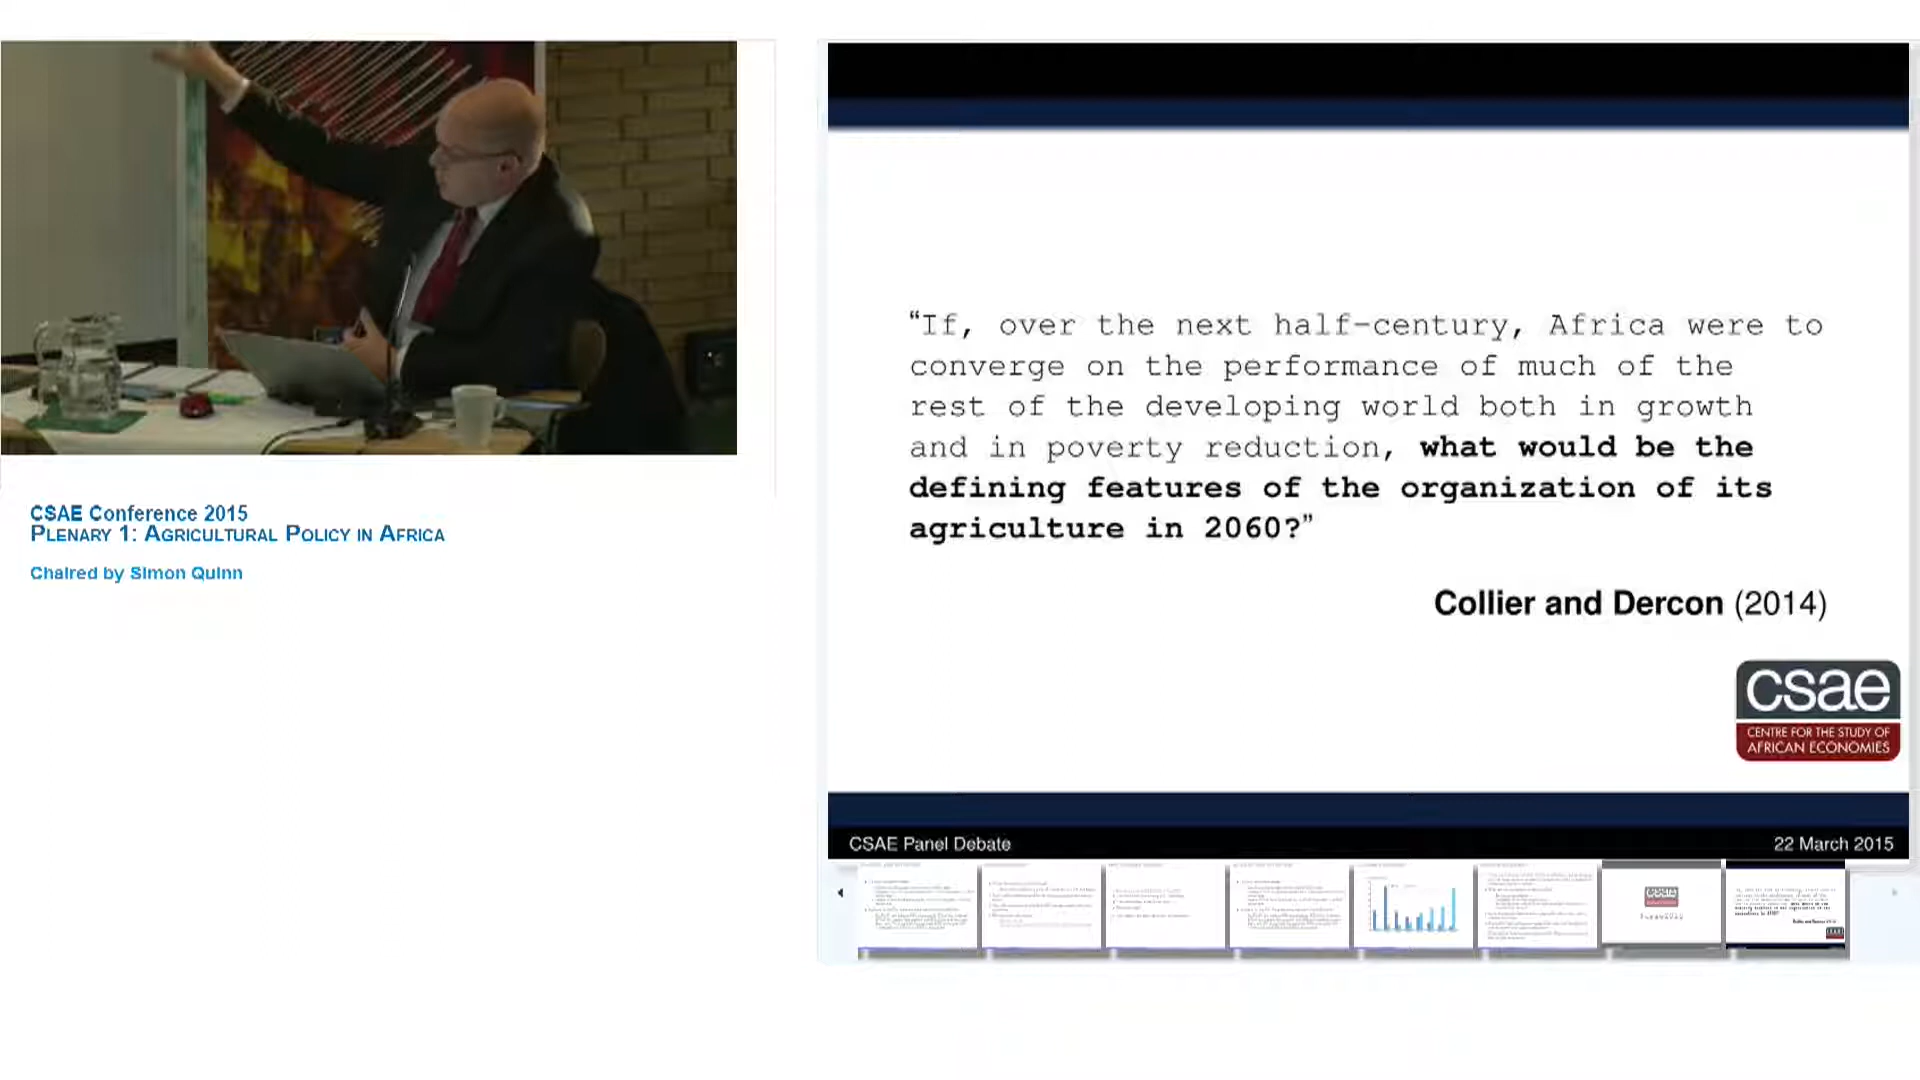 CSAE Conference 2015
PLENARY 1: AGRICULTURAL POLICY IN AFRICA
Chaired by Simon Quinn
“If, over the next half-century, Africa were to
converge on the performance of much of the
rest of the developing world both in growth
and in poverty reduction, what would be the
defining features of the organization of its
agriculture in 2060?”
Collier and Dercon (2014)
csae
CENTRE FOR THE STUDY OF
AFRICAN ECONOMIES
CSAE Panel Debate
22 March 2015